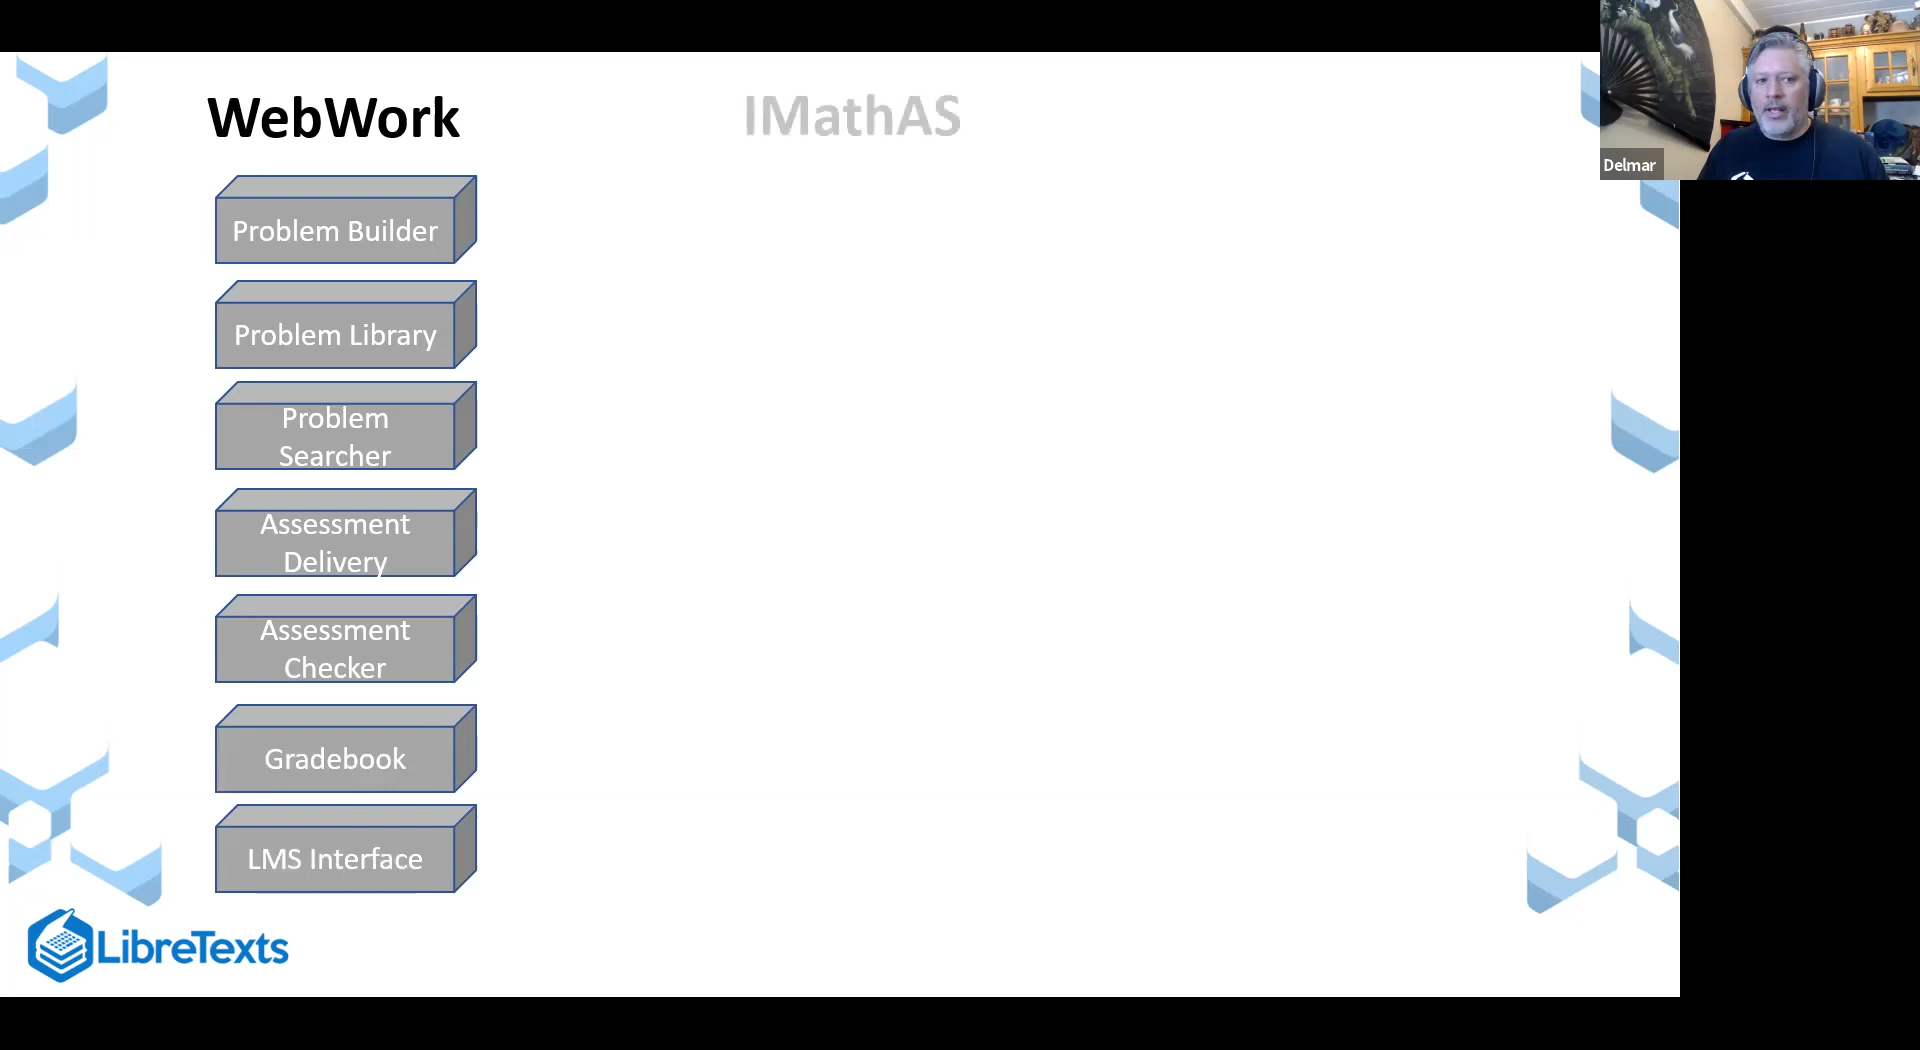 WebWork
IMathAS
Delmar
Problem Builder
Problem Library
Problem
Searcher
Assessment
Delivery
Assessment
Checker
Gradebook
LMS Interface
LibreTexts